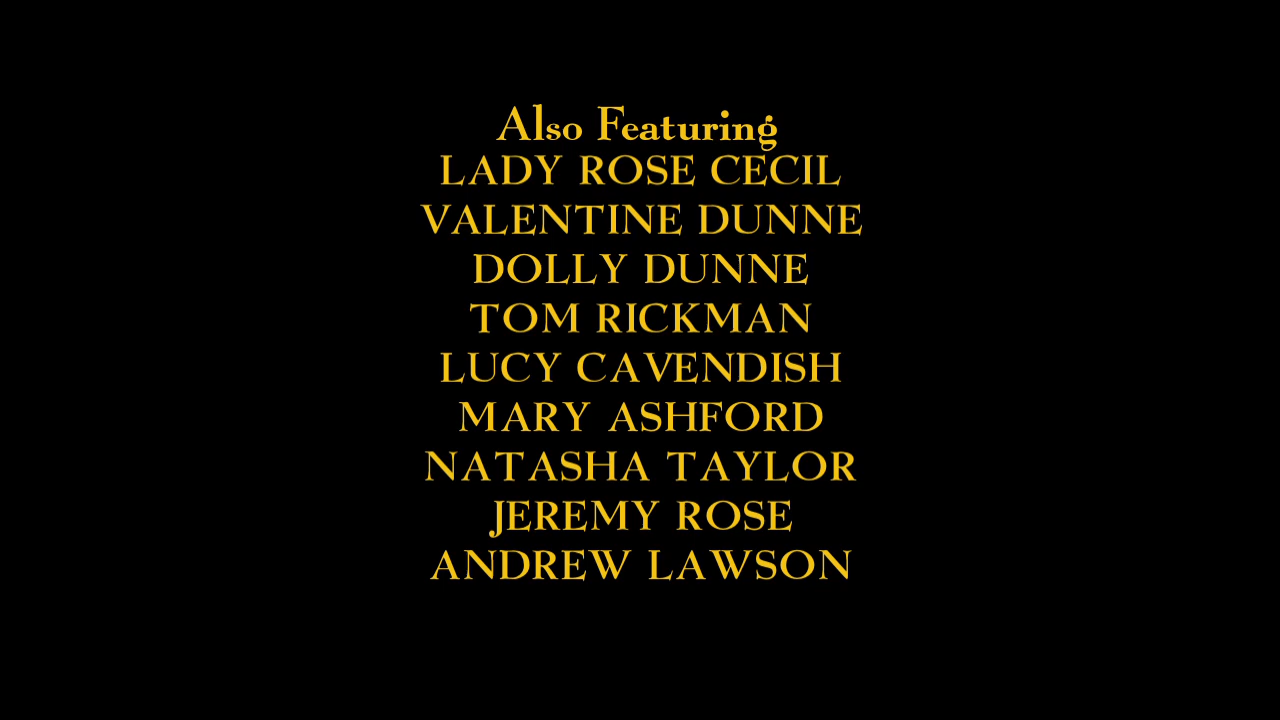 Also Featuring
LADY ROSE CECIL
VALENTINE DUNNE
DOLLY DUNNE
TOM RICKMAN
LUCY CAVENDISH
MARY ASHFORD
NATASHA TAYLOR
JEREMY ROSE
ANDREW LAWSON